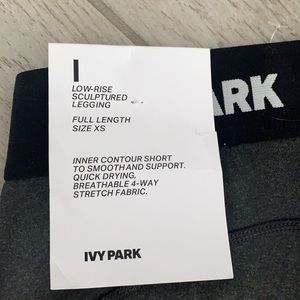 I
LOW-RISE
SCULPTURED
LEGGING
FULL LENGTH
SIZE XS
INNER CONTOUR SHORT
TO SMOOTH AND SUPPORT.
QUICK DRYING,
BREATHABLE 4-WAY
STRETCH FABRIC.
IVY PARK
PARK